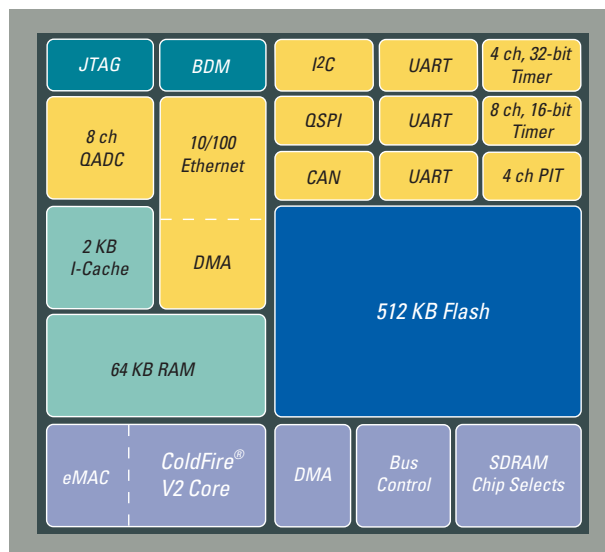 JTAG
BDM
I²C
UART
4 ch, 32-bit
Timer
8 ch
QADC
10/100
Ethernet
QSPI
UART
8 ch, 16-bit
Timer
CAN
UART
4 ch PIT
2 KB
I-Cache
DMA
512 KB Flash
64 KB RAM
eMAC
ColdFire®
V2 Core
DMA
Bus
Control
SDRAM
Chip Selects